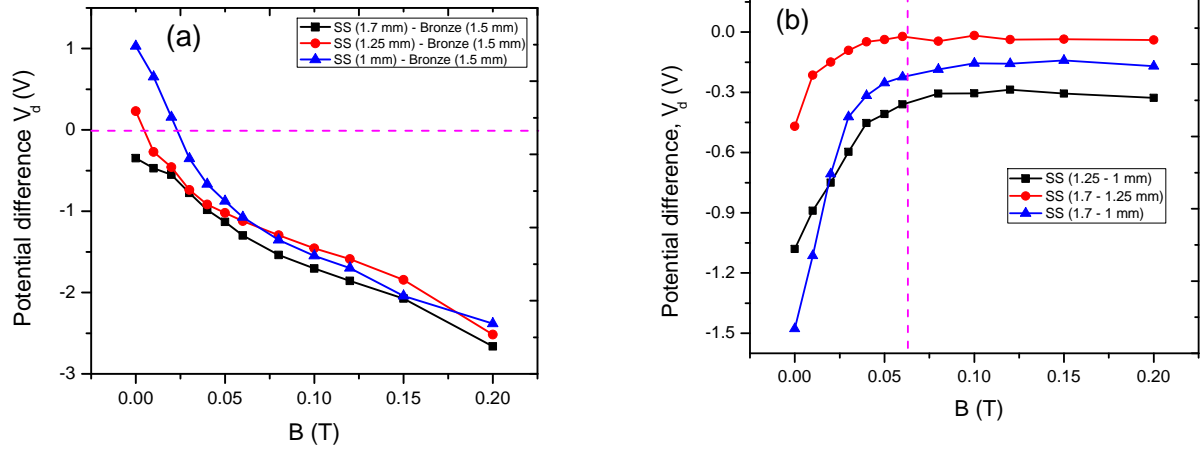 (a)
SS (1.7 mm) - Bronze (1.5 mm)
SS (1.25 mm) - Bronze (1.5 mm)
SS (1 mm) - Bronze (1.5 mm)
1
0
-1
-2
-3
Potential difference V_d (V)
0.00 0.05 0.10 0.15 0.20
B (T)
(b)
0.0
-0.3
-0.6
-0.9
-1.2
-1.5
Potential difference, V_d (V)
SS (1.25 - 1 mm)
SS (1.7 - 1.25 mm)
SS (1.7 - 1 mm)
0.00 0.05 0.10 0.15 0.20
B (T)